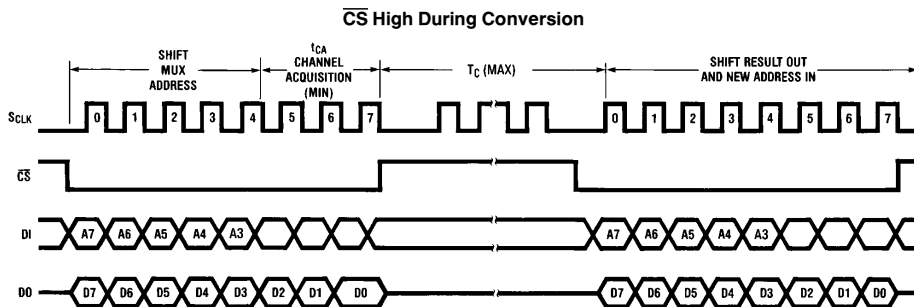 CS High During Conversion
SHIFT MUX ADDRESS
tCA CHANNEL ACQUISITION (MIN)
TC (MAX)
SHIFT RESULT OUT AND NEW ADDRESS IN
SCLK 0 1 2 3 4 5 6 7 0 1 2 3 4 5 6 7
CS
DI A7 A6 A5 A4 A3 A7 A6 A5 A4 A3
DO D7 D6 D5 D4 D3 D2 D1 D0 D7 D6 D5 D4 D3 D2 D1 D0